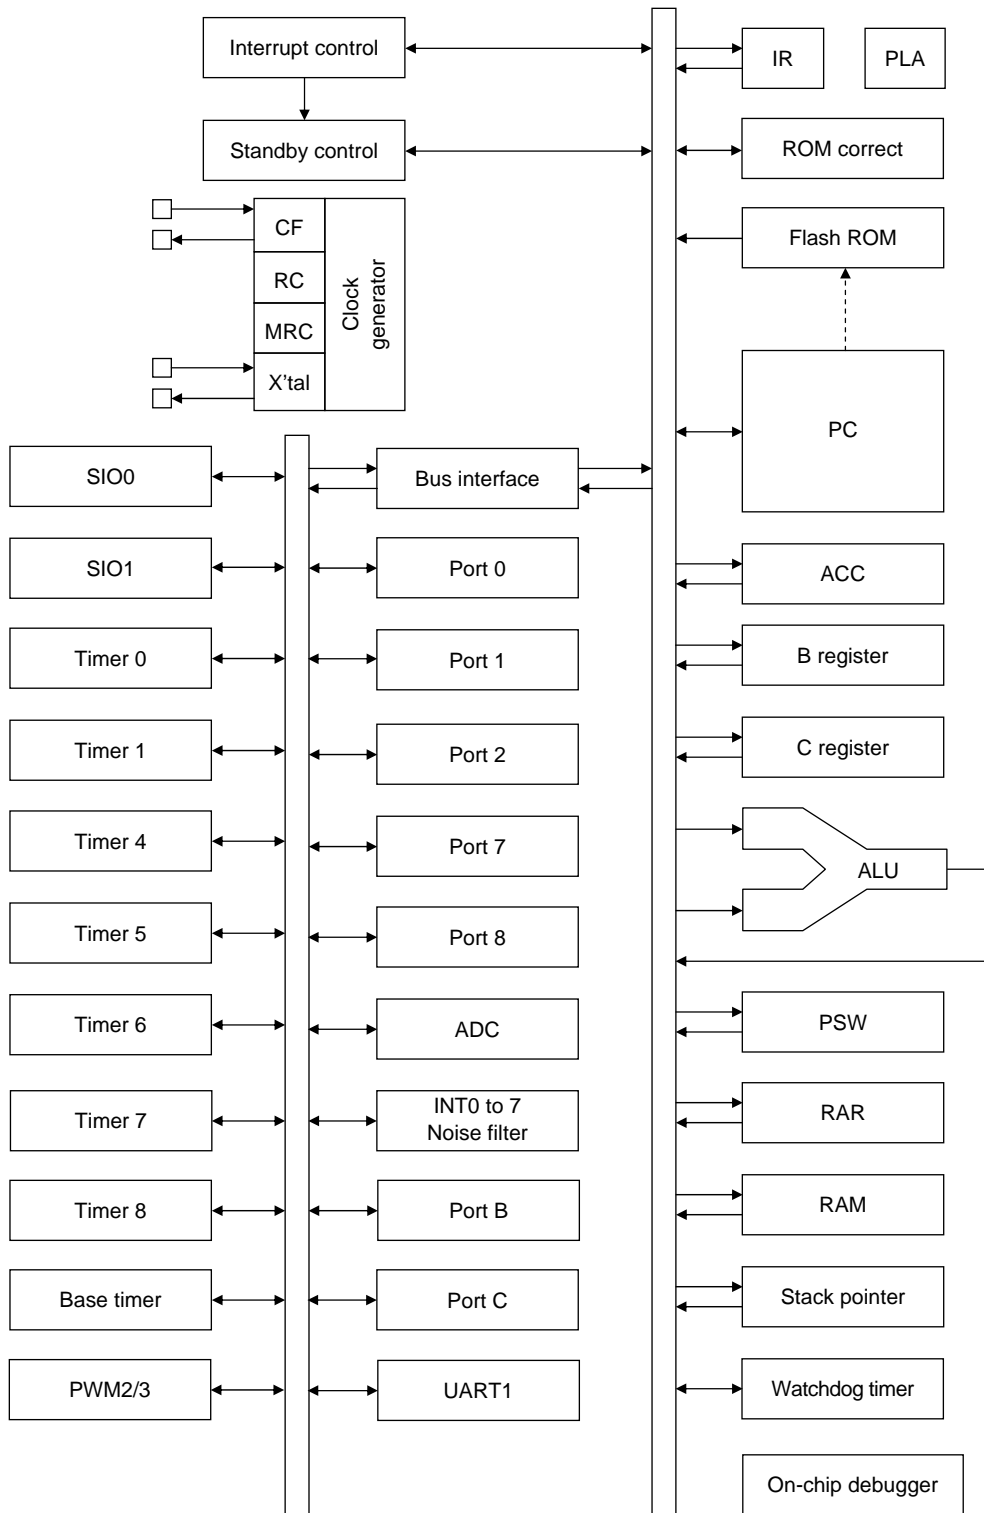 Interrupt control
IR
PLA
Standby control
ROM correct
CF
RC
MRC
X'tal
Clock
generator
Flash ROM
PC
SIO0
Bus interface
SIO1
Port 0
ACC
Timer 0
Port 1
B register
Timer 1
Port 2
C register
Timer 4
Port 7
ALU
Timer 5
Port 8
Timer 6
ADC
PSW
Timer 7
INT0 to 7
Noise filter
RAR
Timer 8
Port B
RAM
Base timer
Port C
Stack pointer
PWM2/3
UART1
Watchdog timer
On-chip debugger